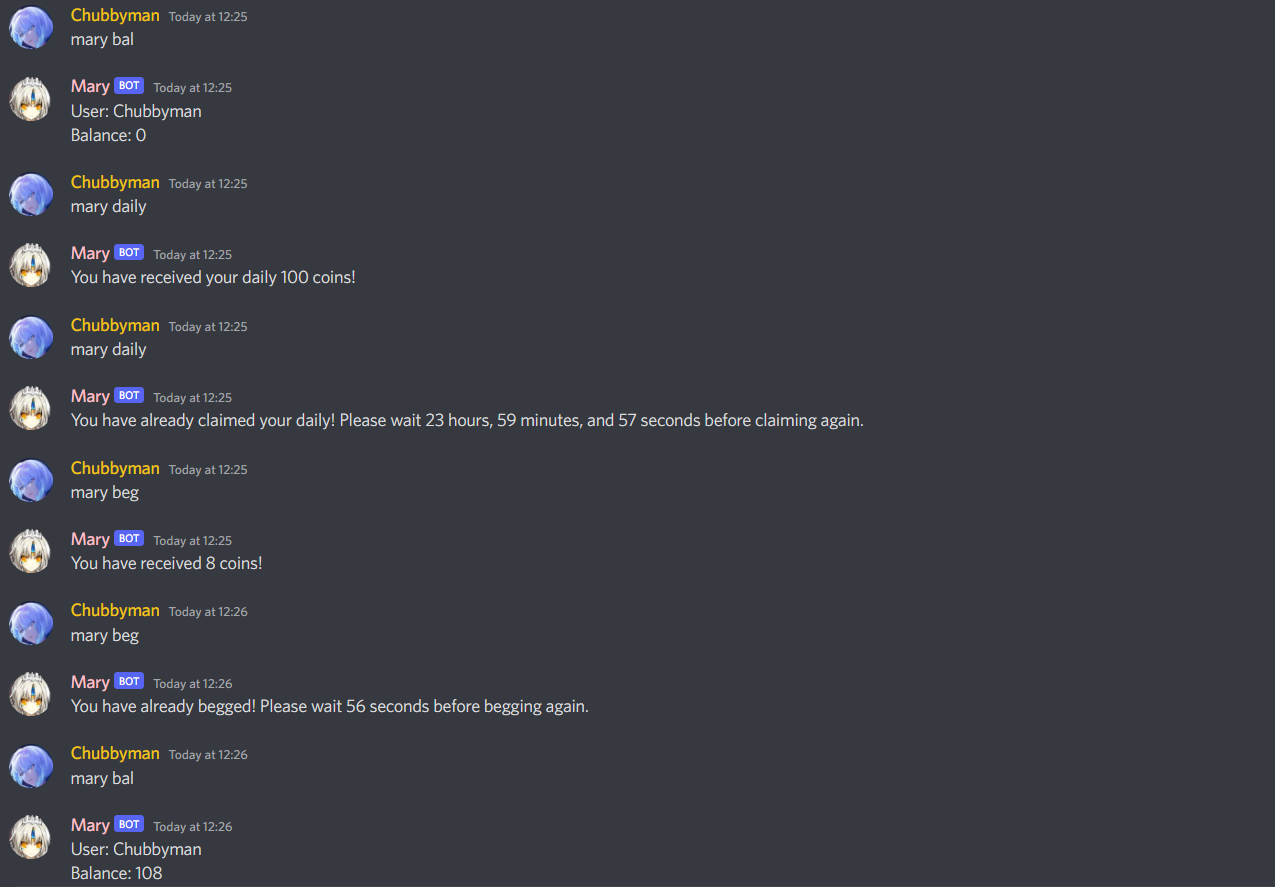 Chubbyman Today at 12:25
mary bal
Mary BOT Today at 12:25
User: Chubbyman
Balance: 0
Chubbyman Today at 12:25
mary daily
Mary BOT Today at 12:25
You have received your daily 100 coins!
Chubbyman Today at 12:25
mary daily
Mary BOT Today at 12:25
You have already claimed your daily! Please wait 23 hours, 59 minutes, and 57 seconds before claiming again.
Chubbyman Today at 12:25
mary beg
Mary BOT Today at 12:25
You have received 8 coins!
Chubbyman Today at 12:26
mary beg
Mary BOT Today at 12:26
You have already begged! Please wait 56 seconds before begging again.
Chubbyman Today at 12:26
mary bal
Mary BOT Today at 12:26
User: Chubbyman
Balance: 108